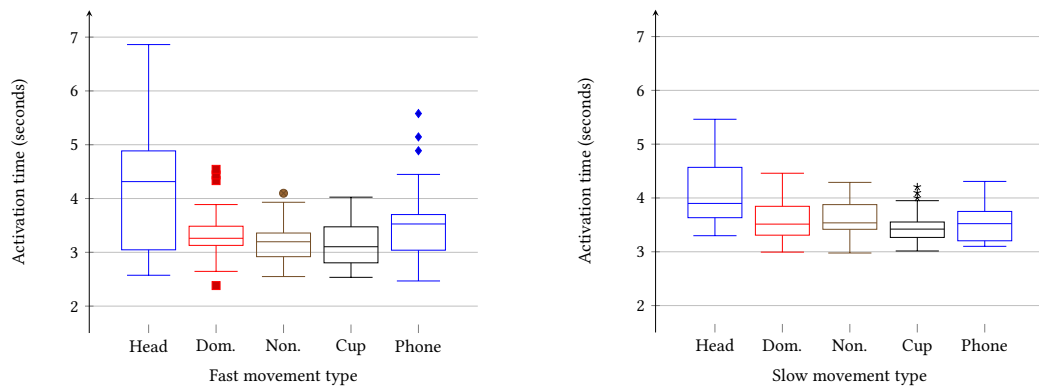 Activation time (seconds)
7
6
5
4
3
2
Head Dom. Non. Cup Phone
Fast movement type
Activation time (seconds)
7
6
5
4
3
2
Head Dom. Non. Cup Phone
Slow movement type